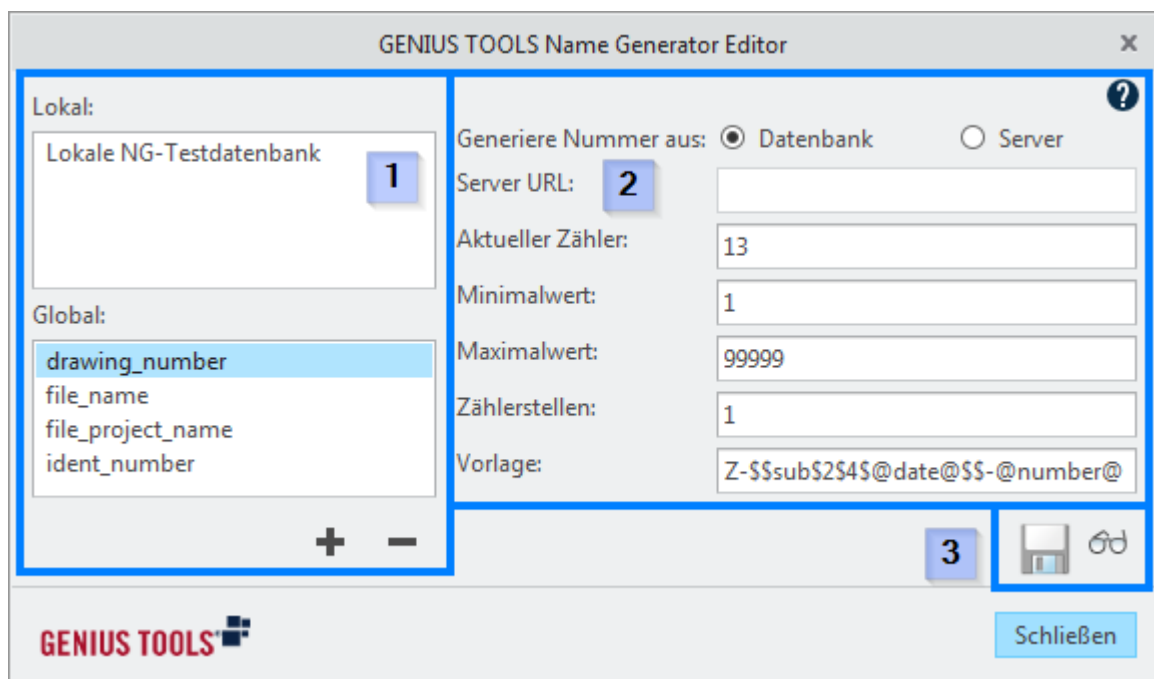 GENIUS TOOLS Name Generator Editor
Lokal:
Lokale NG-Testdatenbank
1
Global:
drawing_number
file_name
file_project_name
ident_number
?
Generiere Nummer aus: Datenbank Server
Server URL:
2
Aktueller Zähler: 13
Minimalwert: 1
Maximalwert: 99999
Zählerstellen: 1
Vorlage: Z-$$sub$2$4$@date@$$-@number@
3
GENIUS TOOLS
Schließen